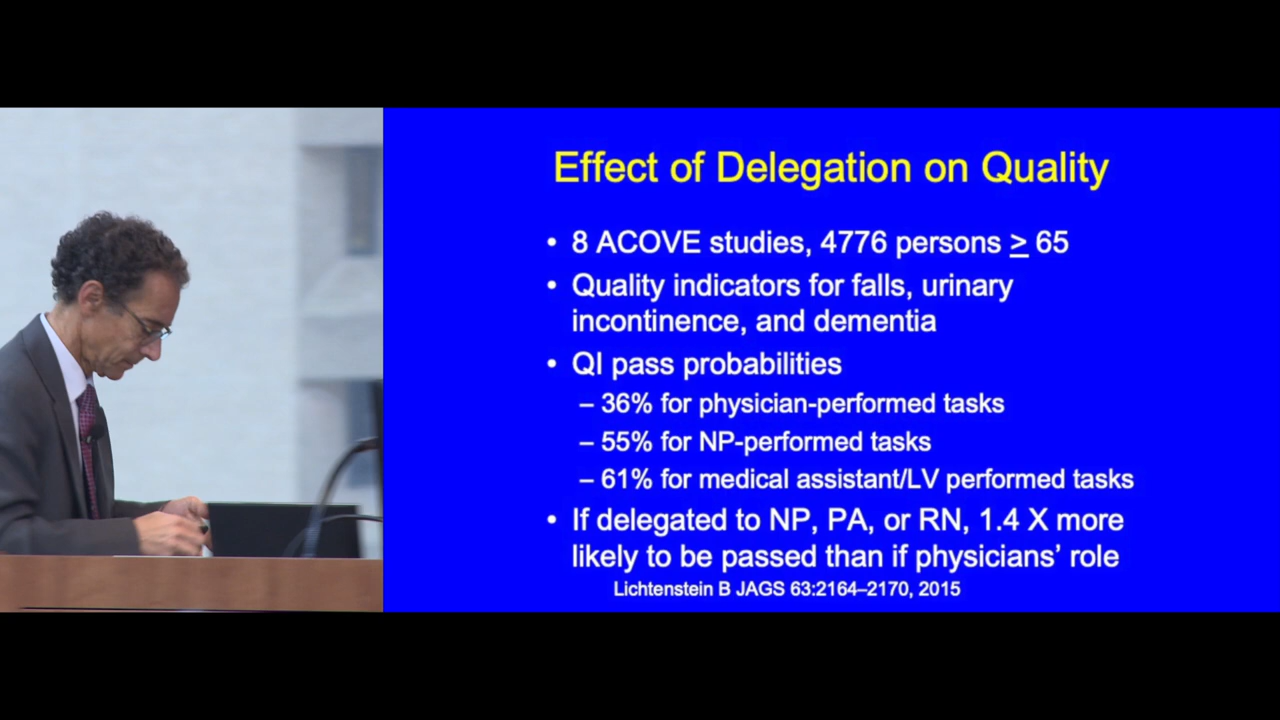 Effect of Delegation on Quality
• 8 ACOVE studies, 4776 persons ≥ 65
• Quality indicators for falls, urinary
incontinence, and dementia
• QI pass probabilities
– 36% for physician-performed tasks
– 55% for NP-performed tasks
– 61% for medical assistant/LV performed tasks
• If delegated to NP, PA, or RN, 1.4 X more
likely to be passed than if physicians’ role
Lichtenstein B JAGS 63:2164–2170, 2015